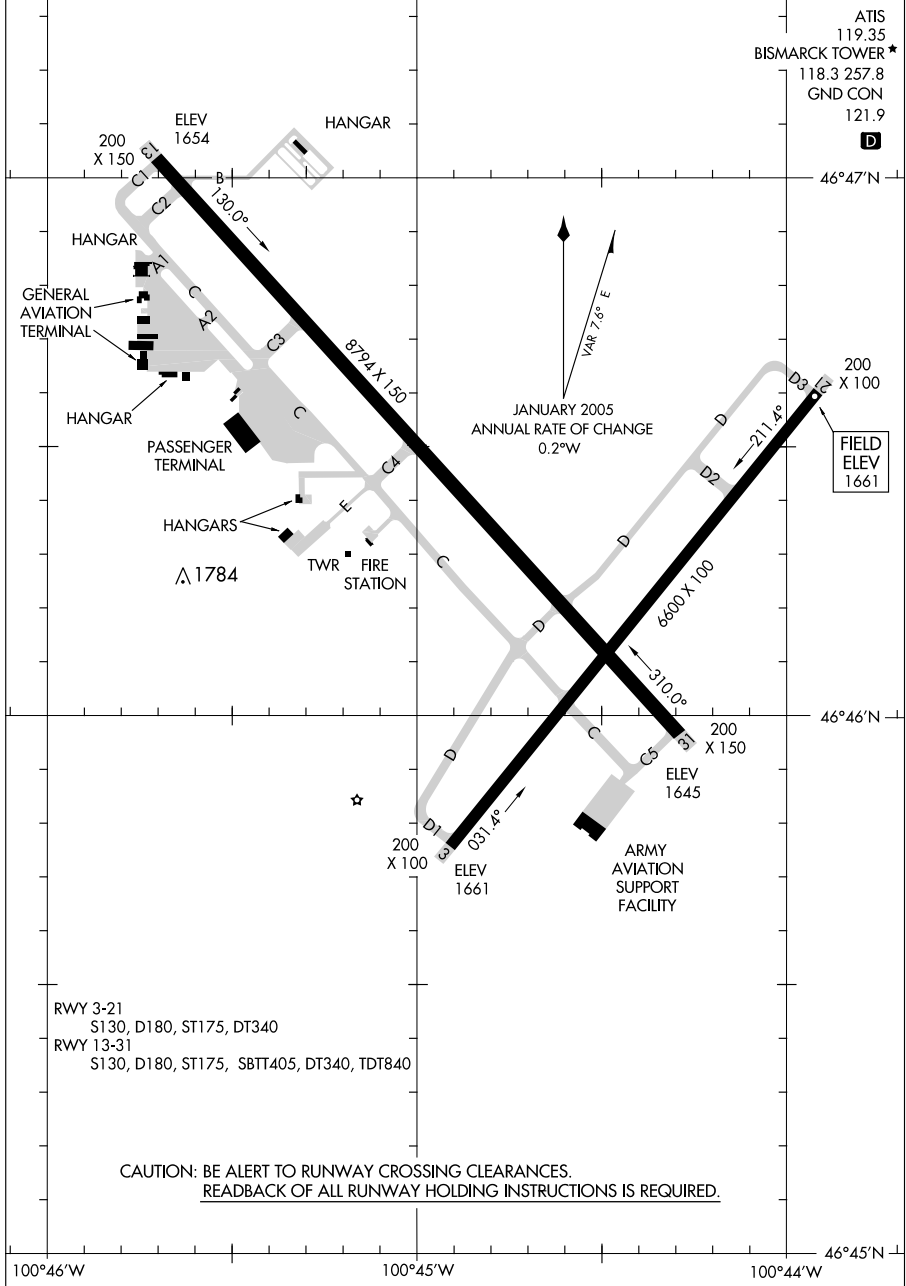 ATIS
119.35
BISMARCK TOWER
118.3 257.8
GND CON
121.9
D
ELEV
1654
HANGAR
200
X 150
13
C1
C2
B
46°47'N
130.0°
HANGAR
A1
GENERAL
AVIATION
TERMINAL
C
A2
C3
VAR 7.6° E
8794 X 150
JANUARY 2005
ANNUAL RATE OF CHANGE
0.2°W
D3
21
200
X 100
HANGAR
C
D
211.4°
PASSENGER
TERMINAL
C4
D2
FIELD
ELEV
1661
HANGARS
E
TWR
FIRE
STATION
1784
C
D
6600 X 100
D
310.0°
46°46'N
D
C
C5
31
200
X 150
ELEV
1645
D1
031.4°
200
X 100
3
ELEV
1661
ARMY
AVIATION
SUPPORT
FACILITY
RWY 3-21
S130, D180, ST175, DT340
RWY 13-31
S130, D180, ST175, SBTT405, DT340, TDT840
CAUTION: BE ALERT TO RUNWAY CROSSING CLEARANCES.
READBACK OF ALL RUNWAY HOLDING INSTRUCTIONS IS REQUIRED.
46°45'N
100°46'W
100°45'W
100°44'W